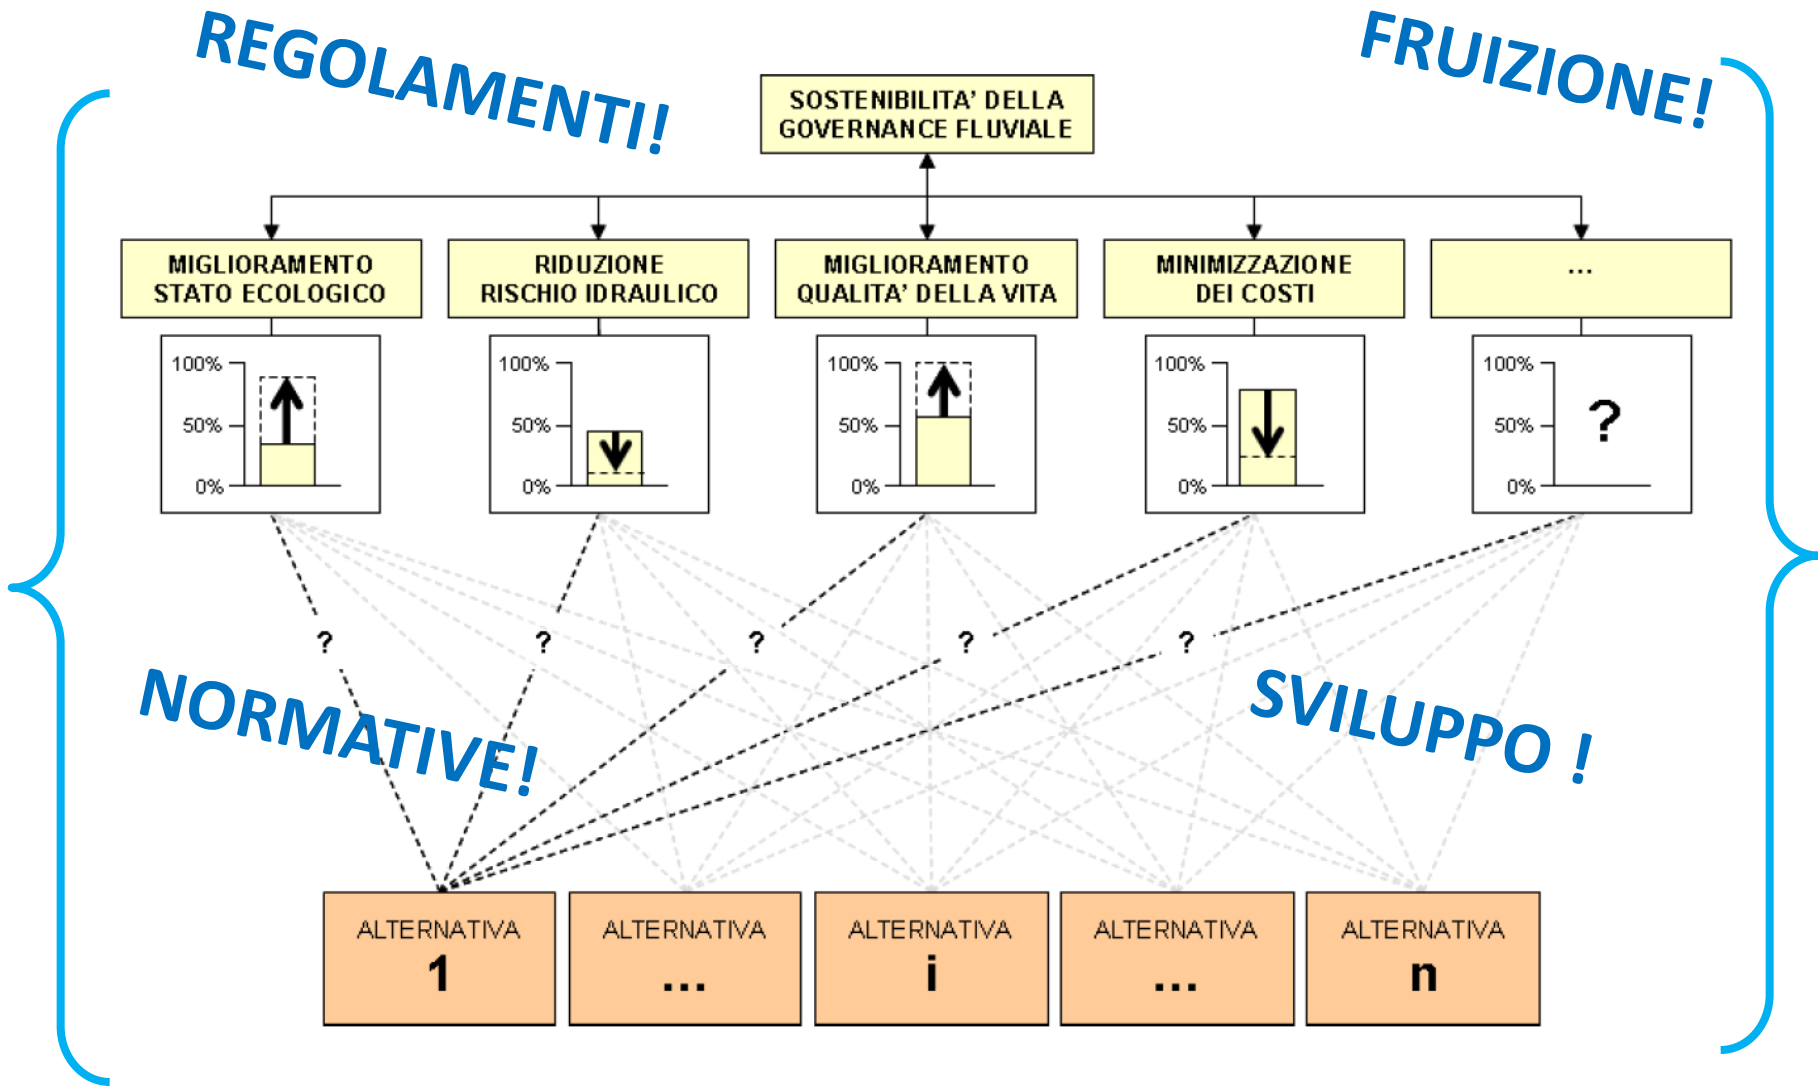 REGOLAMENTI!
FRUIZIONE!
SOSTENIBILITA' DELLA
GOVERNANCE FLUVIALE
MIGLIORAMENTO
STATO ECOLOGICO
RIDUZIONE
RISCHIO IDRAULICO
MIGLIORAMENTO
QUALITA' DELLA VITA
MINIMIZZAZIONE
DEI COSTI
...
100%
50%
0%
100%
50%
0%
100%
50%
0%
100%
50%
0%
100%
50%
0%
?
? ? ? ? ?
NORMATIVE!
SVILUPPO !
ALTERNATIVA
1
ALTERNATIVA
...
ALTERNATIVA
i
ALTERNATIVA
...
ALTERNATIVA
n